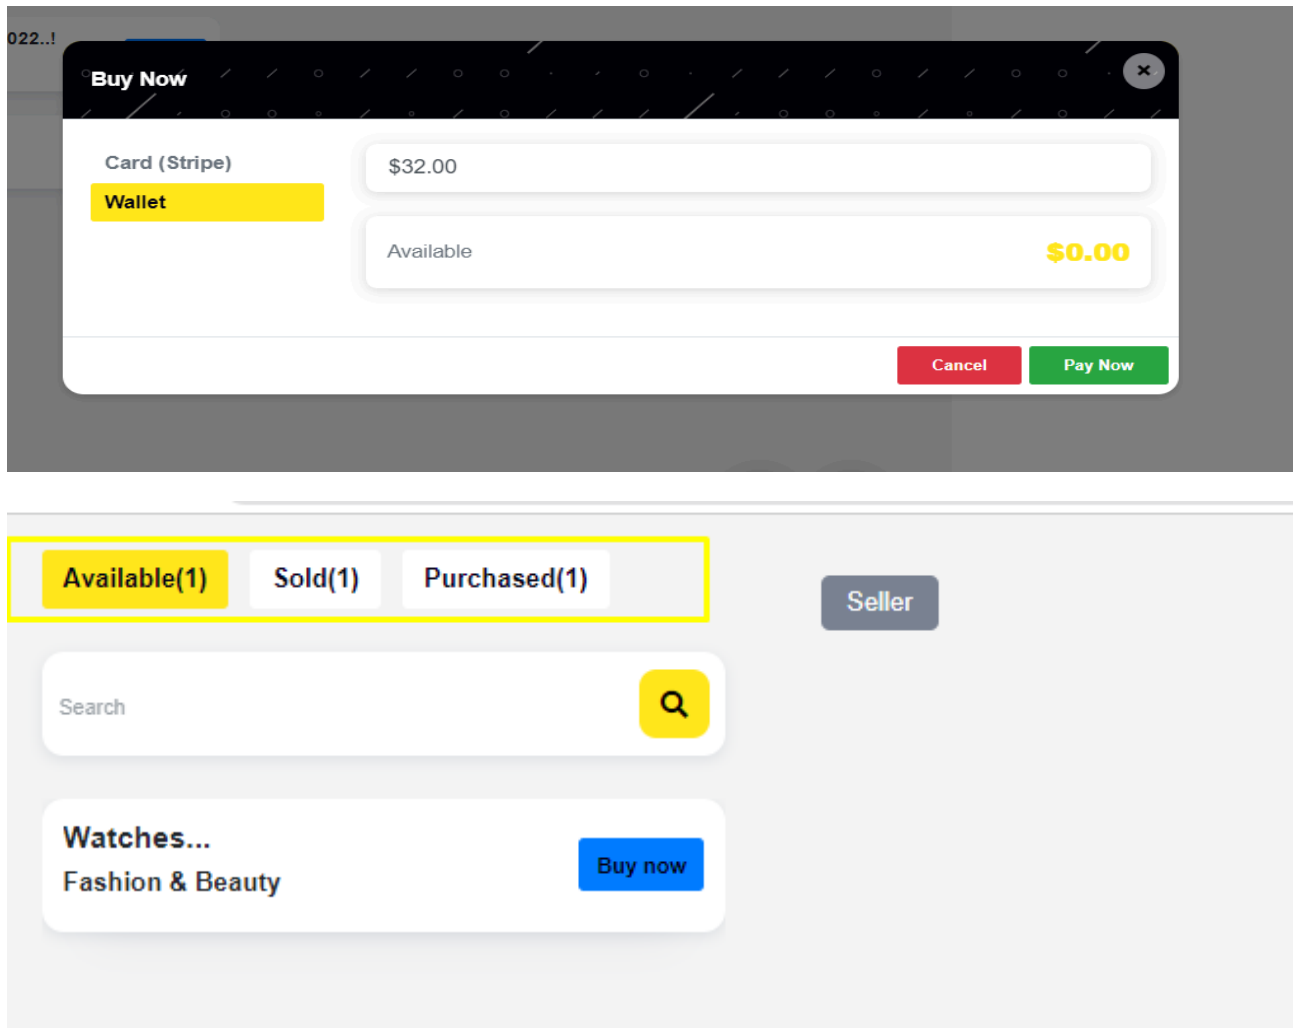 022..!
Buy Now
Card (Stripe)
Wallet
$32.00
Available
$0.00
Cancel
Pay Now
Available(1)
Sold(1)
Purchased(1)
Seller
Search
Watches...
Fashion & Beauty
Buy now